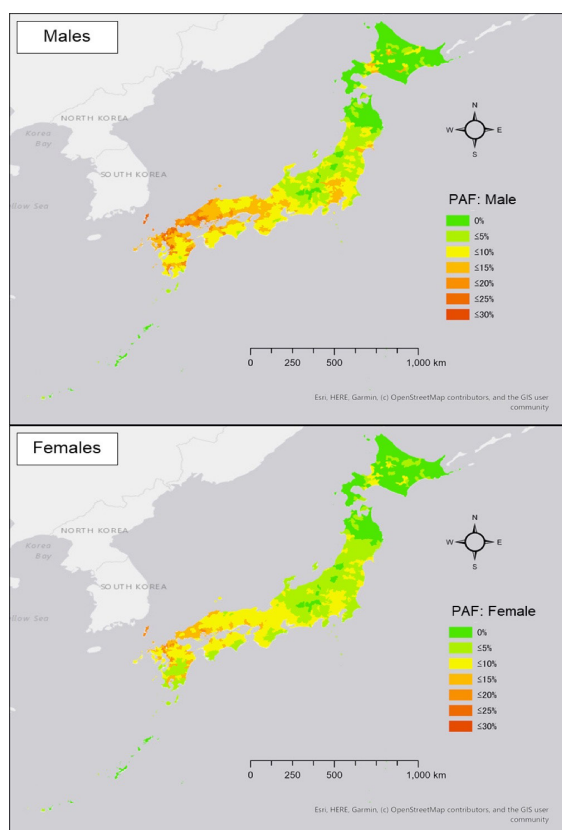 Males
NORTH KOREA
Korea
Bay
SOUTH KOREA
llow Sea
N
W
E
S
PAF: Male
0%
≤5%
≤10%
≤15%
≤20%
≤25%
≤30%
0 250 500 1,000 km
Esri, HERE, Garmin, (c) OpenStreetMap contributors, and the GIS user
community
Females
NORTH KOREA
Korea
Bay
SOUTH KOREA
llow Sea
N
W
E
S
PAF: Female
0%
≤5%
≤10%
≤15%
≤20%
≤25%
≤30%
0 250 500 1,000 km
Esri, HERE, Garmin, (c) OpenStreetMap contributors, and the GIS user
community